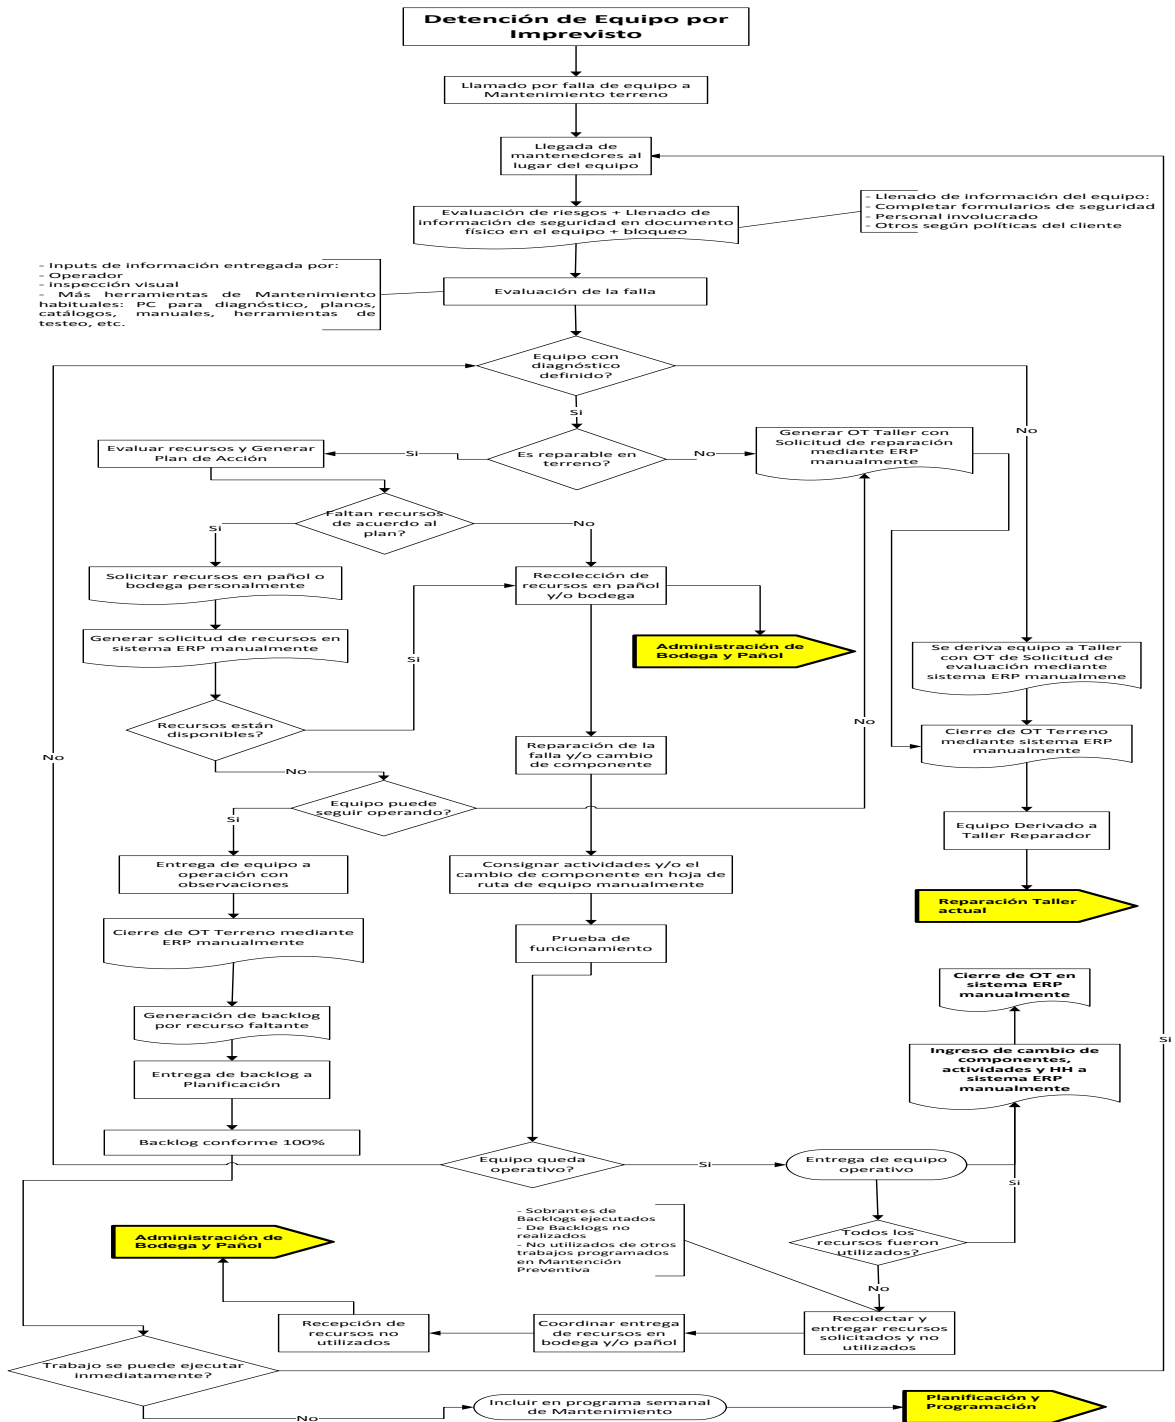 Detención de Equipo por
Imprevisto
Llamado por falla de equipo a
Mantenimiento terreno
Llegada de
mantenedores al
lugar del equipo
Evaluación de riesgos + Llenado de
información de seguridad en documento
físico en el equipo + bloqueo
- Llenado de información del equipo:
- Completar formularios de seguridad
- Personal involucrado
- Otros según políticas del cliente
- Inputs de información entregada por:
- Operador
- inspección visual
- Más herramientas de Mantenimiento
habituales: PC para diagnóstico, planos,
catálogos, manuales, herramientas de
testeo, etc.
Evaluación de la falla
Equipo con
diagnóstico
definido?
Si
No
Evaluar recursos y Generar
Plan de Acción
Si
Es reparable en
terreno?
No
Generar OT Taller con
Solicitud de reparación
mediante ERP
manualmente
Faltan recursos
de acuerdo al
plan?
Si
No
Solicitar recursos en pañol o
bodega personalmente
Recolección de
recursos en pañol
y/o bodega
Generar solicitud de recursos en
sistema ERP manualmente
Si
Administración de
Bodega y Pañol
Se deriva equipo a Taller
con OT de Solicitud de
evaluación mediante
sistema ERP manualmene
Recursos están
disponibles?
No
No
No
Reparación de la
falla y/o cambio
de componente
Cierre de OT Terreno
mediante sistema ERP
manualmente
Equipo puede
seguir operando?
Si
Equipo Derivado a
Taller Reparador
Entrega de equipo a
operación con
observaciones
Consignar actividades y/o el
cambio de componente en hoja de
ruta de equipo manualmente
Reparación Taller
actual
Cierre de OT Terreno mediante
ERP manualmente
Prueba de
funcionamiento
Cierre de OT en
sistema ERP
manualmente
Generación de backlog
por recurso faltante
Si
Ingreso de cambio de
componentes,
actividades y HH a
sistema ERP
manualmente
Entrega de backlog a
Planificación
Backlog conforme 100%
Equipo queda
operativo?
Si
Entrega de equipo
operativo
Si
- Sobrantes de
Backlogs ejecutados
- De Backlogs no
realizados
- No utilizados de otros
trabajos programados
en Mantención
Preventiva
Todos los
recursos fueron
utilizados?
Administración de
Bodega y Pañol
No
Recepción de
recursos no
utilizados
Coordinar entrega
de recursos en
bodega y/o pañol
Recolectar y
entregar recursos
solicitados y no
utilizados
Trabajo se puede ejecutar
inmediatamente?
No
Incluir en programa semanal
de Mantenimiento
Planificación y
Programación